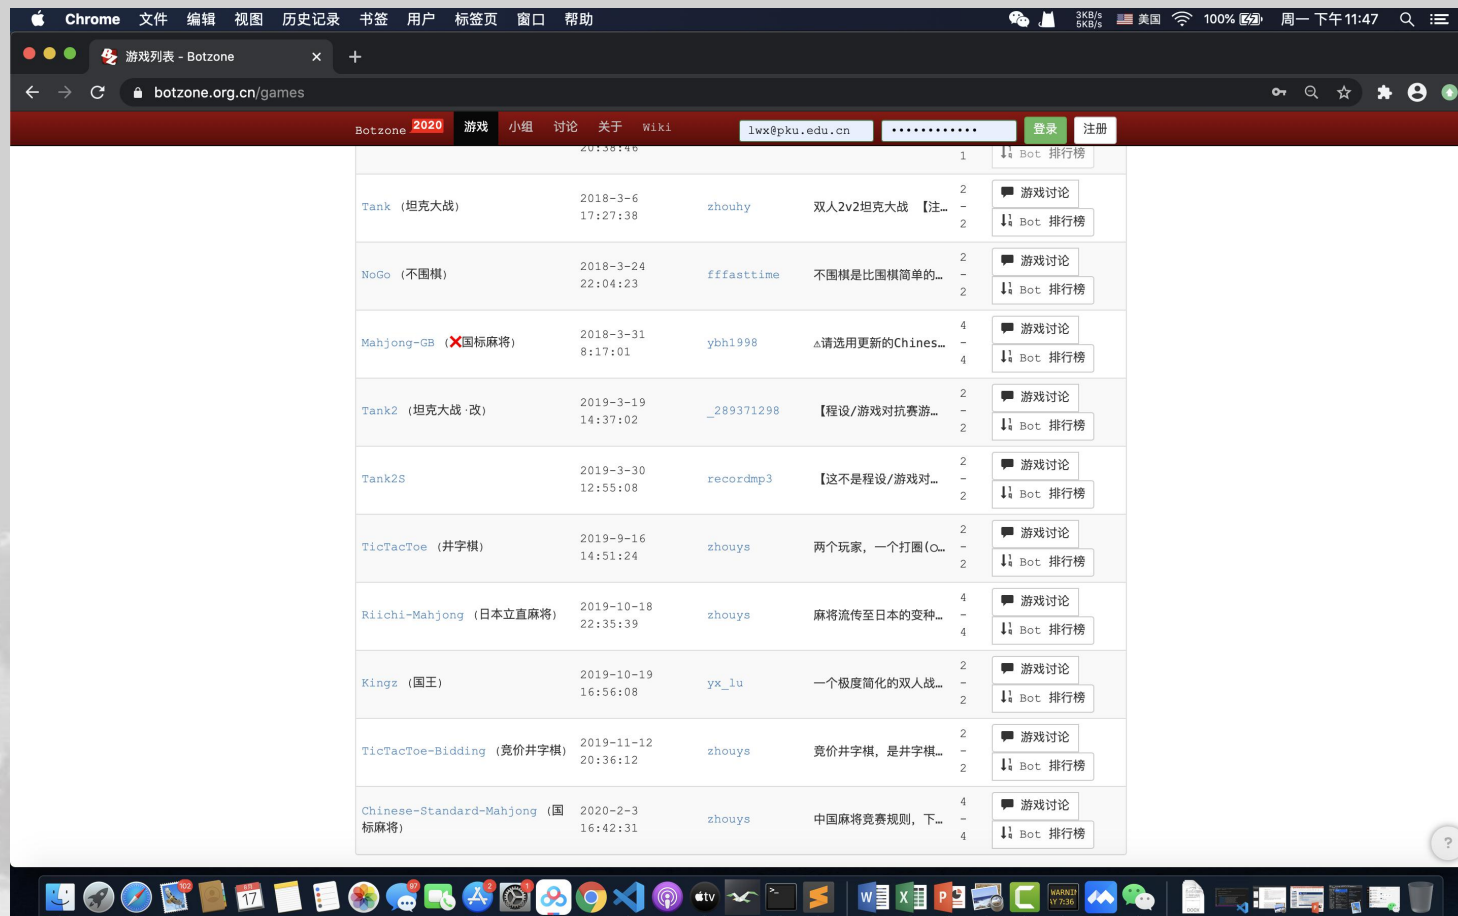 Chrome 文件 编辑 视图 历史记录 书签 用户 标签页 窗口 帮助 3KB/s 5KB/s 美国 100% 周一 下午11:47
游戏列表 - Botzone
botzone.org.cn/games
Botzone 2020 游戏 小组 讨论 关于 Wiki lwx@pku.edu.cn •••••••••••• 登录 注册
20:38:46 1 Bot 排行榜
Tank (坦克大战) 2018-3-6 17:27:38 zhouhy 双人2v2坦克大战 【注… 2 - 2 游戏讨论 Bot 排行榜
NoGo (不围棋) 2018-3-24 22:04:23 fffasttime 不围棋是比围棋简单的… 2 - 2 游戏讨论 Bot 排行榜
Mahjong-GB (❌国标麻将) 2018-3-31 8:17:01 ybh1998 ⚠请选用更新的Chines… 4 - 4 游戏讨论 Bot 排行榜
Tank2 (坦克大战·改) 2019-3-19 14:37:02 _289371298 【程设/游戏对抗赛游… 2 - 2 游戏讨论 Bot 排行榜
Tank2S 2019-3-30 12:55:08 recordmp3 【这不是程设/游戏对… 2 - 2 游戏讨论 Bot 排行榜
TicTacToe (井字棋) 2019-9-16 14:51:24 zhouys 两个玩家，一个打圈(○… 2 - 2 游戏讨论 Bot 排行榜
Riichi-Mahjong (日本立直麻将) 2019-10-18 22:35:39 zhouys 麻将流传至日本的变种… 4 - 4 游戏讨论 Bot 排行榜
Kingz (国王) 2019-10-19 16:56:08 yx_lu 一个极度简化的双人战… 2 - 2 游戏讨论 Bot 排行榜
TicTacToe-Bidding (竞价井字棋) 2019-11-12 20:36:12 zhouys 竞价井字棋，是井字棋… 2 - 2 游戏讨论 Bot 排行榜
Chinese-Standard-Mahjong (国标麻将) 2020-2-3 16:42:31 zhouys 中国麻将竞赛规则，下… 4 - 4 游戏讨论 Bot 排行榜
?
102 8月 17 97 2 1 tv WARNIN AY 7:36 DOCX